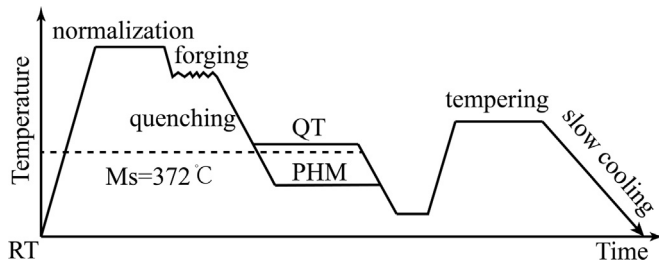 normalization
forging
Temperature
quenching
QT
tempering
slow cooling
Ms=372℃
PHM
RT
Time